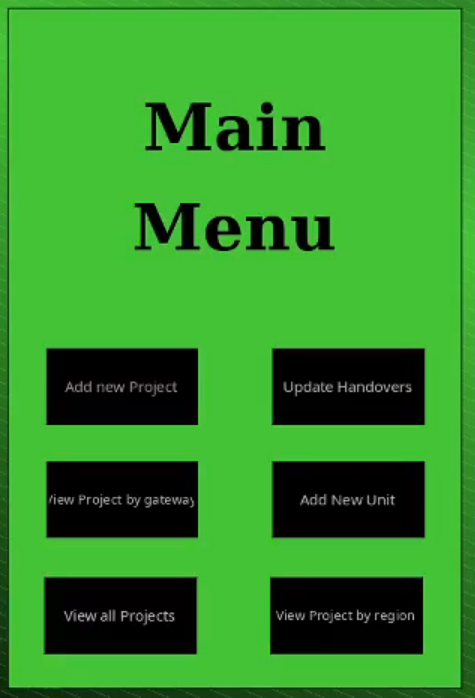 Main
Menu
Add new Project
Update Handovers
View Project by gateway
Add New Unit
View all Projects
View Project by region